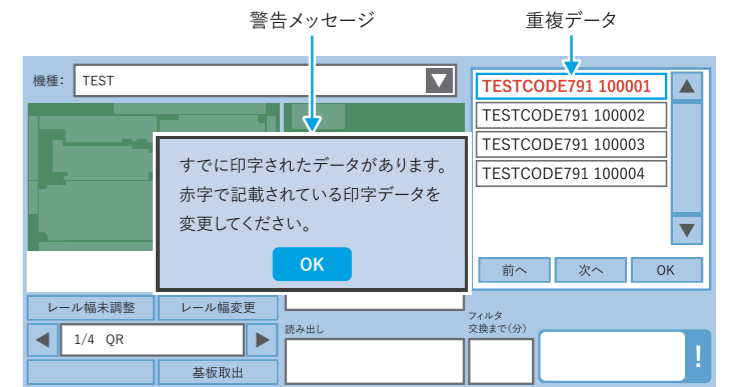 警告メッセージ
重複データ
機種：
TEST
TESTCODE791 100001
TESTCODE791 100002
TESTCODE791 100003
TESTCODE791 100004
すでに印字されたデータがあります。
赤字で記載されている印字データを
変更してください。
OK
前へ
次へ
OK
レール幅未調整
レール幅変更
1/4 QR
基板取出
読み出し
フィルタ
交換まで（分）
!